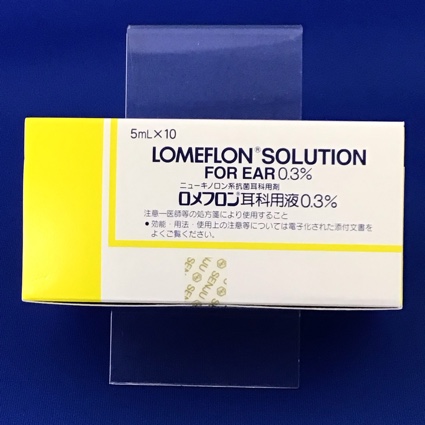 5mL×10
LOMEFLON® SOLUTION
FOR EAR 0.3%
ニューキノロン系抗菌耳科用剤
ロメフロン®耳科用液0.3%
注意ー医師等の処方箋により使用すること
●効能・用法・使用上の注意等については電子化された添付文書を
よくご覧ください。
SENJU
SENJU